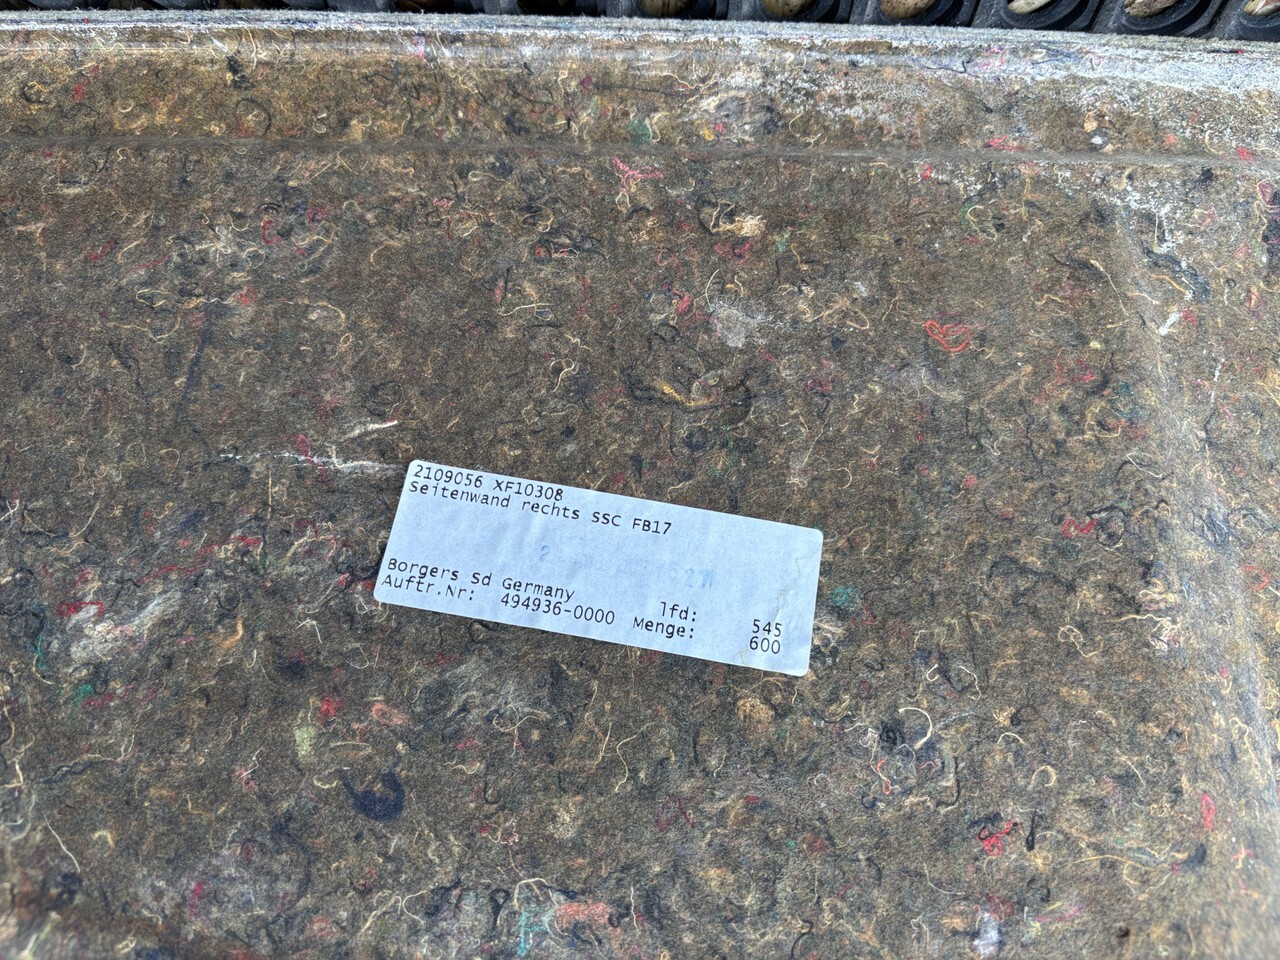 2109056 XF10308
Seitenwand rechts SSC FB17
Borgers Sd Germany lfd: 545
Auftr.Nr: 494936-0000 Menge: 600